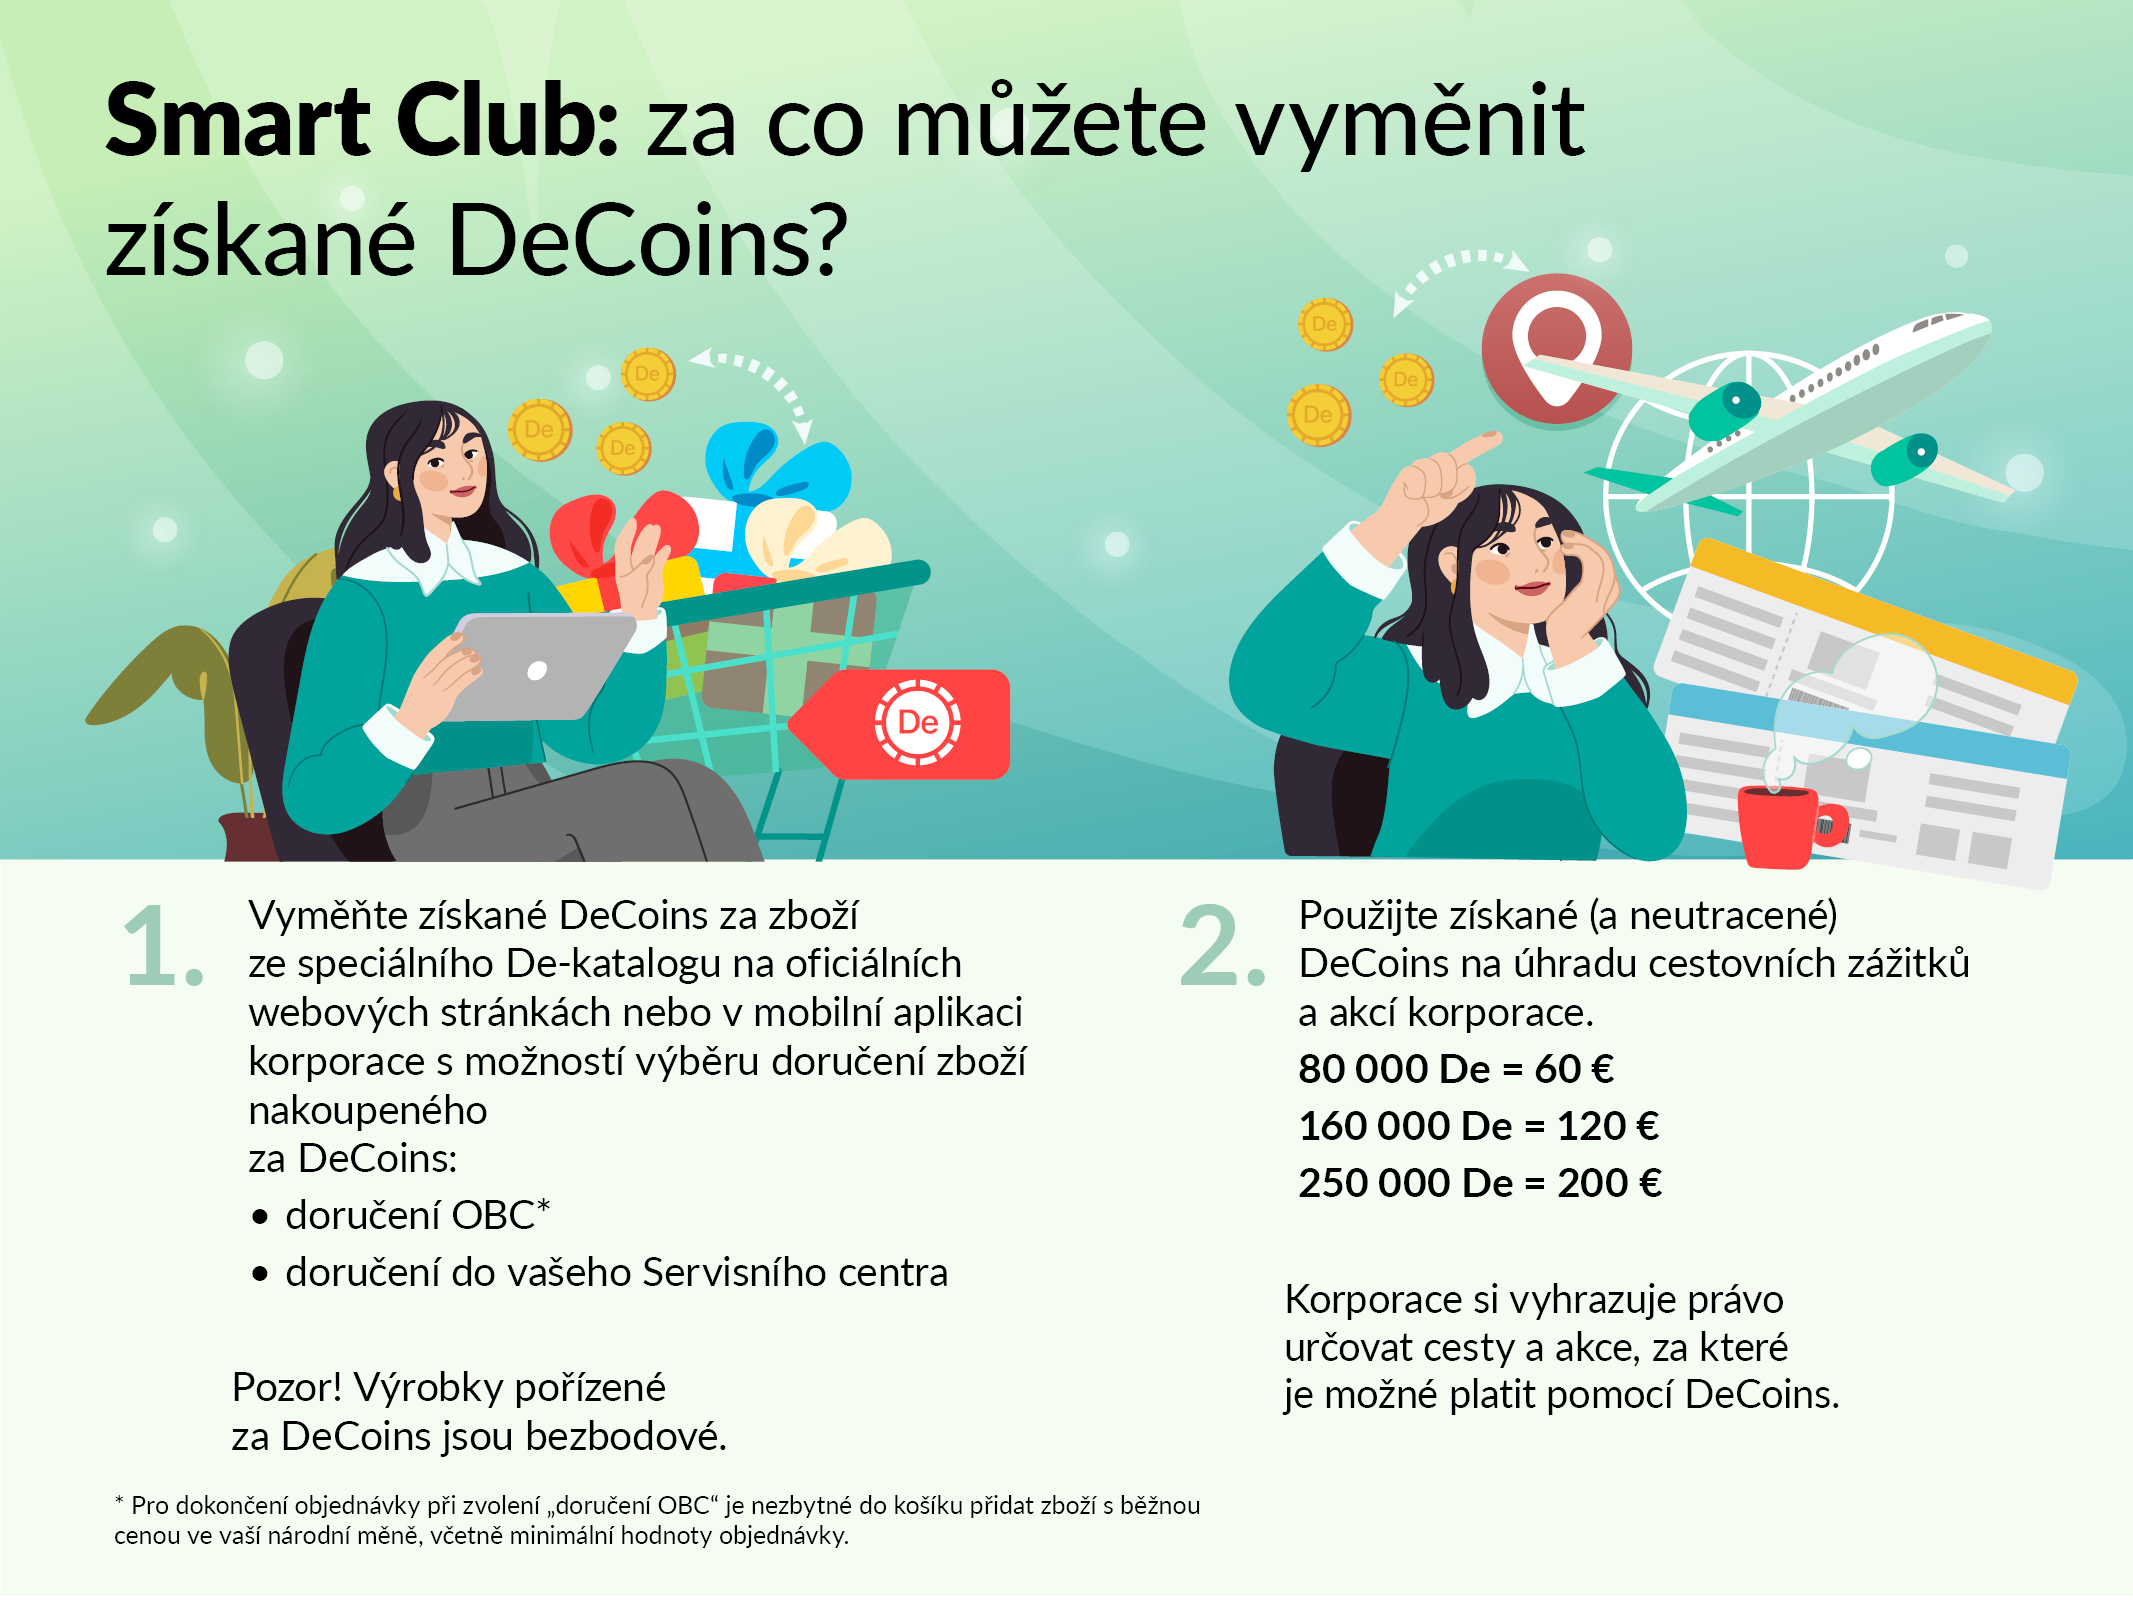 Smart Club: za co můžete vyměnit
získané DeCoins?
De
De
De
De
De
De
De
1.
Vyměňte získané DeCoins za zboží
ze speciálního De-katalogu na oficiálních
webových stránkách nebo v mobilní aplikaci
korporace s možností výběru doručení zboží
nakoupeného
za DeCoins:
• doručení OBC*
• doručení do vašeho Servisního centra
Pozor! Výrobky pořízené
za DeCoins jsou bezbodové.
2.
Použijte získané (a neutracené)
DeCoins na úhradu cestovních zážitků
a akcí korporace.
80 000 De = 60 €
160 000 De = 120 €
250 000 De = 200 €
Korporace si vyhrazuje právo
určovat cesty a akce, za které
je možné platit pomocí DeCoins.
* Pro dokončení objednávky při zvolení „doručení OBC“ je nezbytné do košíku přidat zboží s běžnou
cenou ve vaší národní měně, včetně minimální hodnoty objednávky.